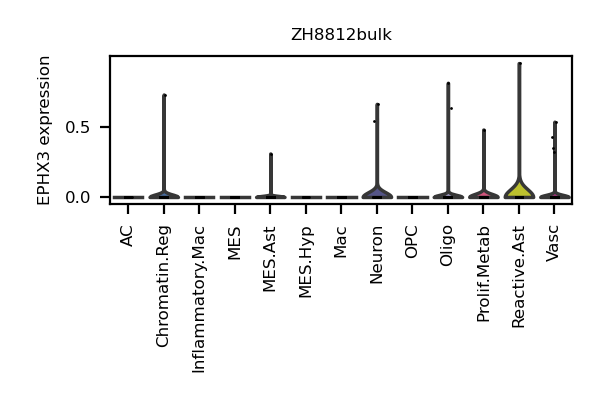 ZH8812bulk
EPHX3 expression
0.5
0.0
AC
Chromatin.Reg
Inflammatory.Mac
MES
MES.Ast
MES.Hyp
Mac
Neuron
OPC
Oligo
Prolif.Metab
Reactive.Ast
Vasc